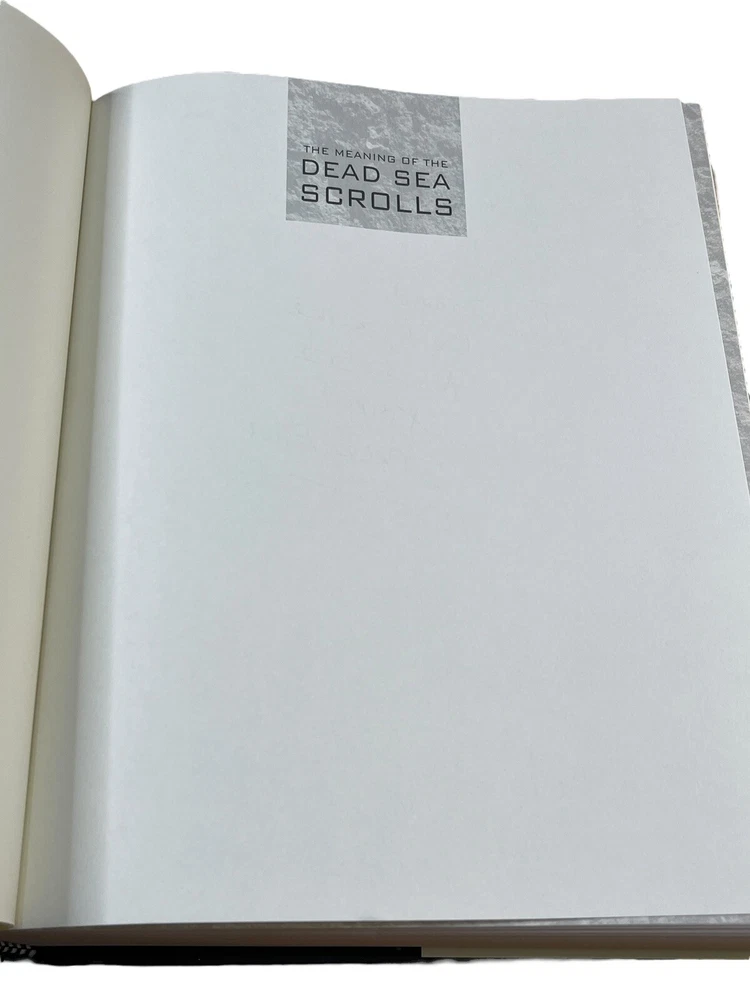 THE MEANING OF THE
DEAD SEA
SCROLLS